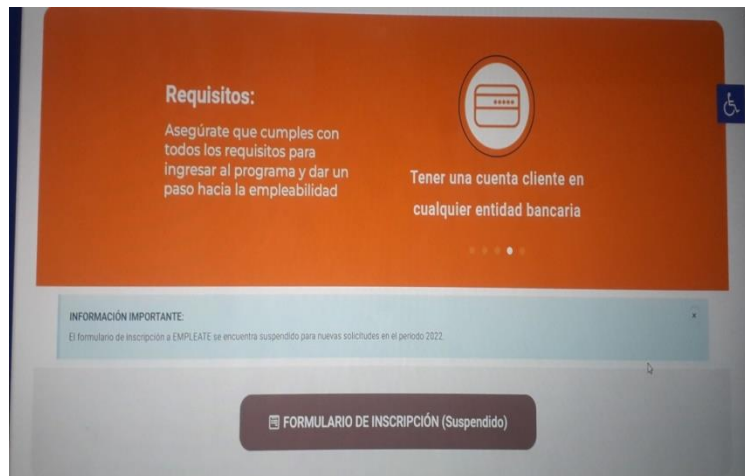 Requisitos:
Asegúrate que cumples con
todos los requisitos para
ingresar al programa y dar un
paso hacia la empleabilidad
Tener una cuenta cliente en
cualquier entidad bancaria
INFORMACIÓN IMPORTANTE:
El formulario de inscripción a EMPLEATE se encuentra suspendido para nuevas solicitudes en el periodo 2022.
FORMULARIO DE INSCRIPCIÓN (Suspendido)